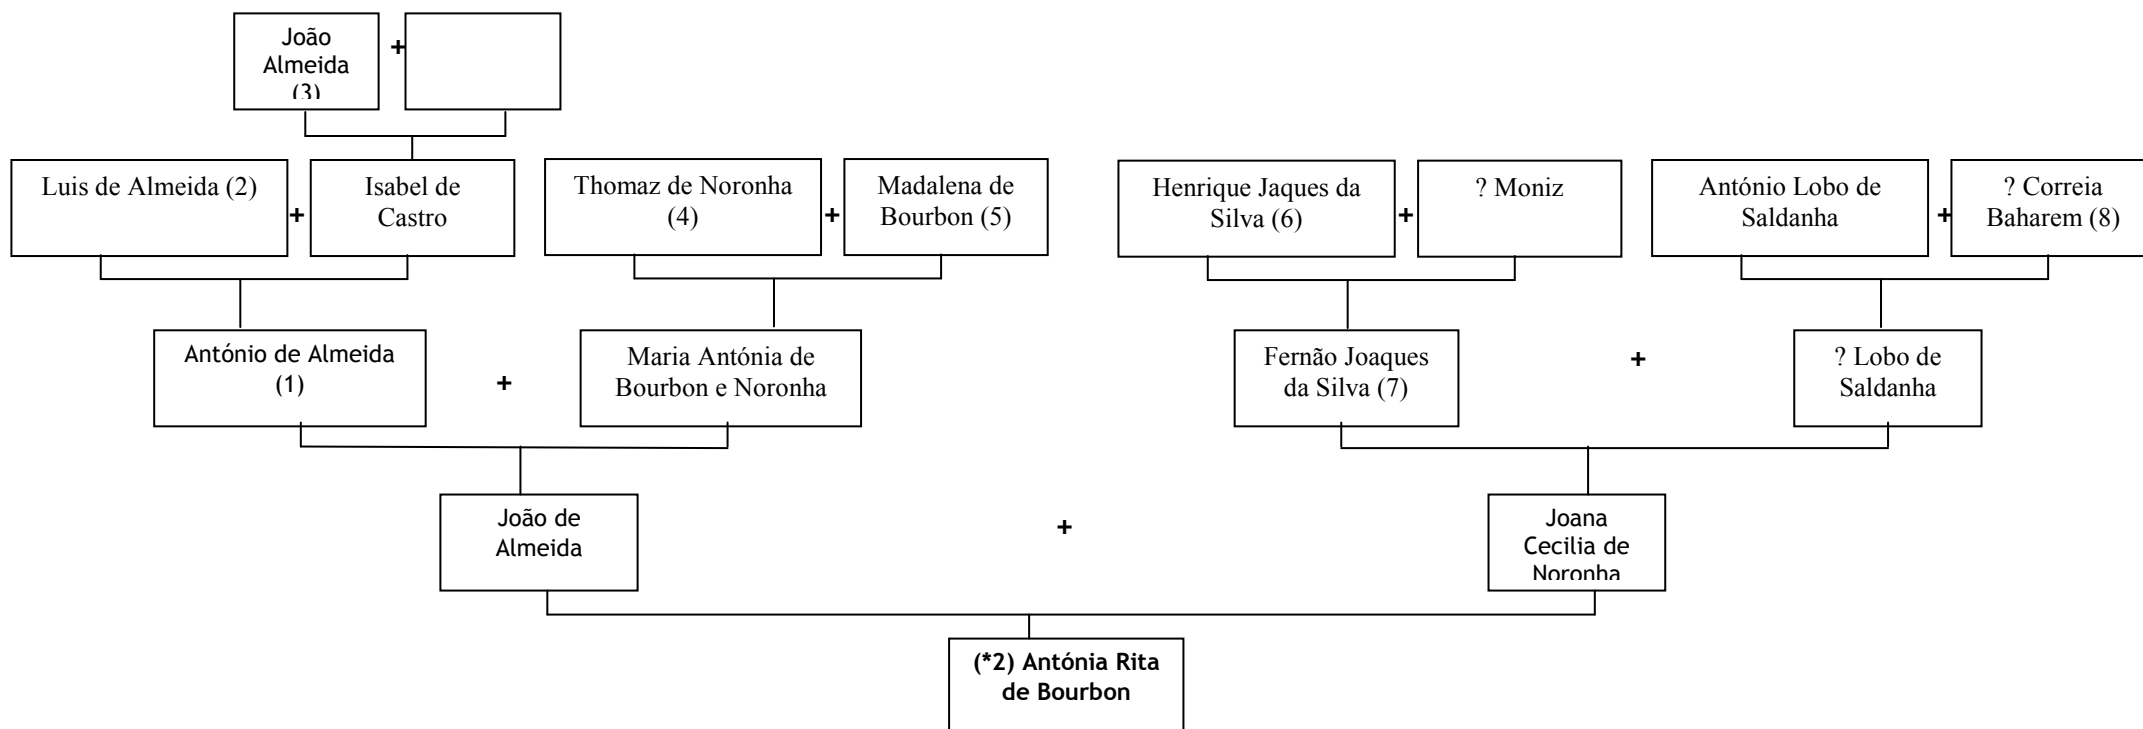 João
Almeida
(3)
+
Luis de Almeida (2)
+
Isabel de
Castro
Thomaz de Noronha
(4)
+
Madalena de
Bourbon (5)
Henrique Jaques da
Silva (6)
+
? Moniz
António Lobo de
Saldanha
+
? Correia
Baharem (8)
António de Almeida
(1)
+
Maria Antónia de
Bourbon e Noronha
Fernão Joaques
da Silva (7)
+
? Lobo de
Saldanha
João de
Almeida
+
Joana
Cecilia de
Noronha
(*2) Antónia Rita
de Bourbon